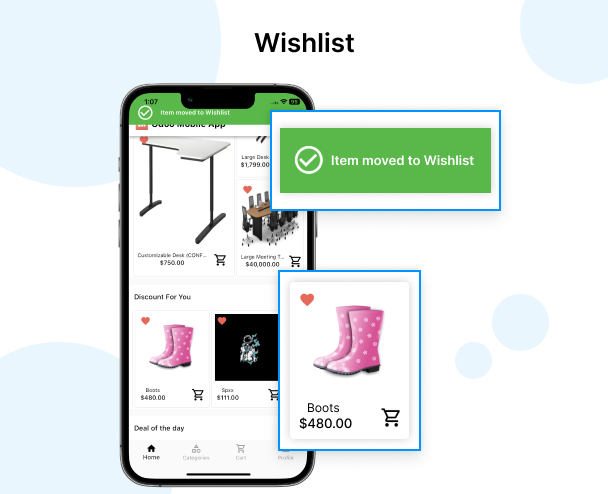 Wishlist
1:07
Item moved to Wishlist
Odoo Mobile App
Item moved to Wishlist
Large Desk
$1,799.00
Customizable Desk (CONF...
$750.00
Large Meeting T...
$40,000.00
Discount For You
Boots
$480.00
Spxx
$111.00
Boots
$480.00
Deal of the day
Home
Categories
Cart
Profile